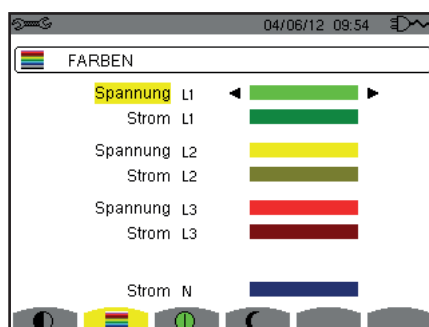 04/06/12 09:54
FARBEN
Spannung L1
Strom L1
Spannung L2
Strom L2
Spannung L3
Strom L3
Strom N